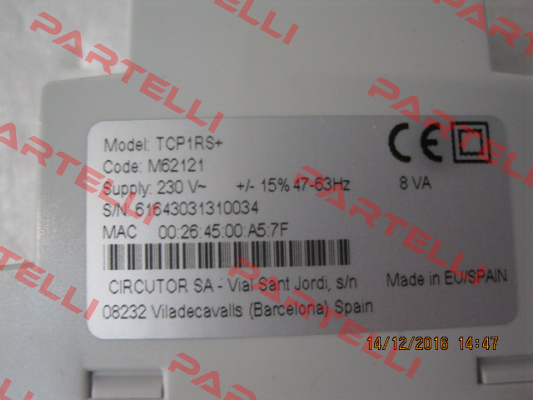 PARTELLI
PARTELLI
PARTELLI
Model: TCP1RS+
Code: M62121
Supply: 230 V~ +/- 15% 47-63Hz 8 VA
S/N: 61643031310034
MAC 00:26:45:00:A5:7F
CE
CIRCUTOR SA - Vial Sant Jordi, s/n Made in EU/SPAIN
08232 Viladecavalls (Barcelona) Spain
14/12/2016 14:47
PARTELLI
PARTELLI